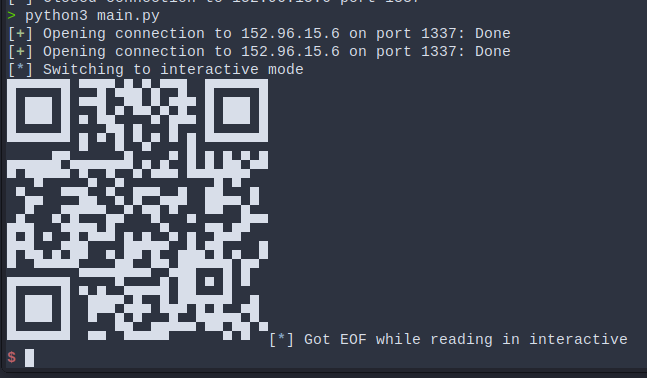 > python3 main.py
[+] Opening connection to 152.96.15.6 on port 1337: Done
[+] Opening connection to 152.96.15.6 on port 1337: Done
[*] Switching to interactive mode
[*] Got EOF while reading in interactive
$